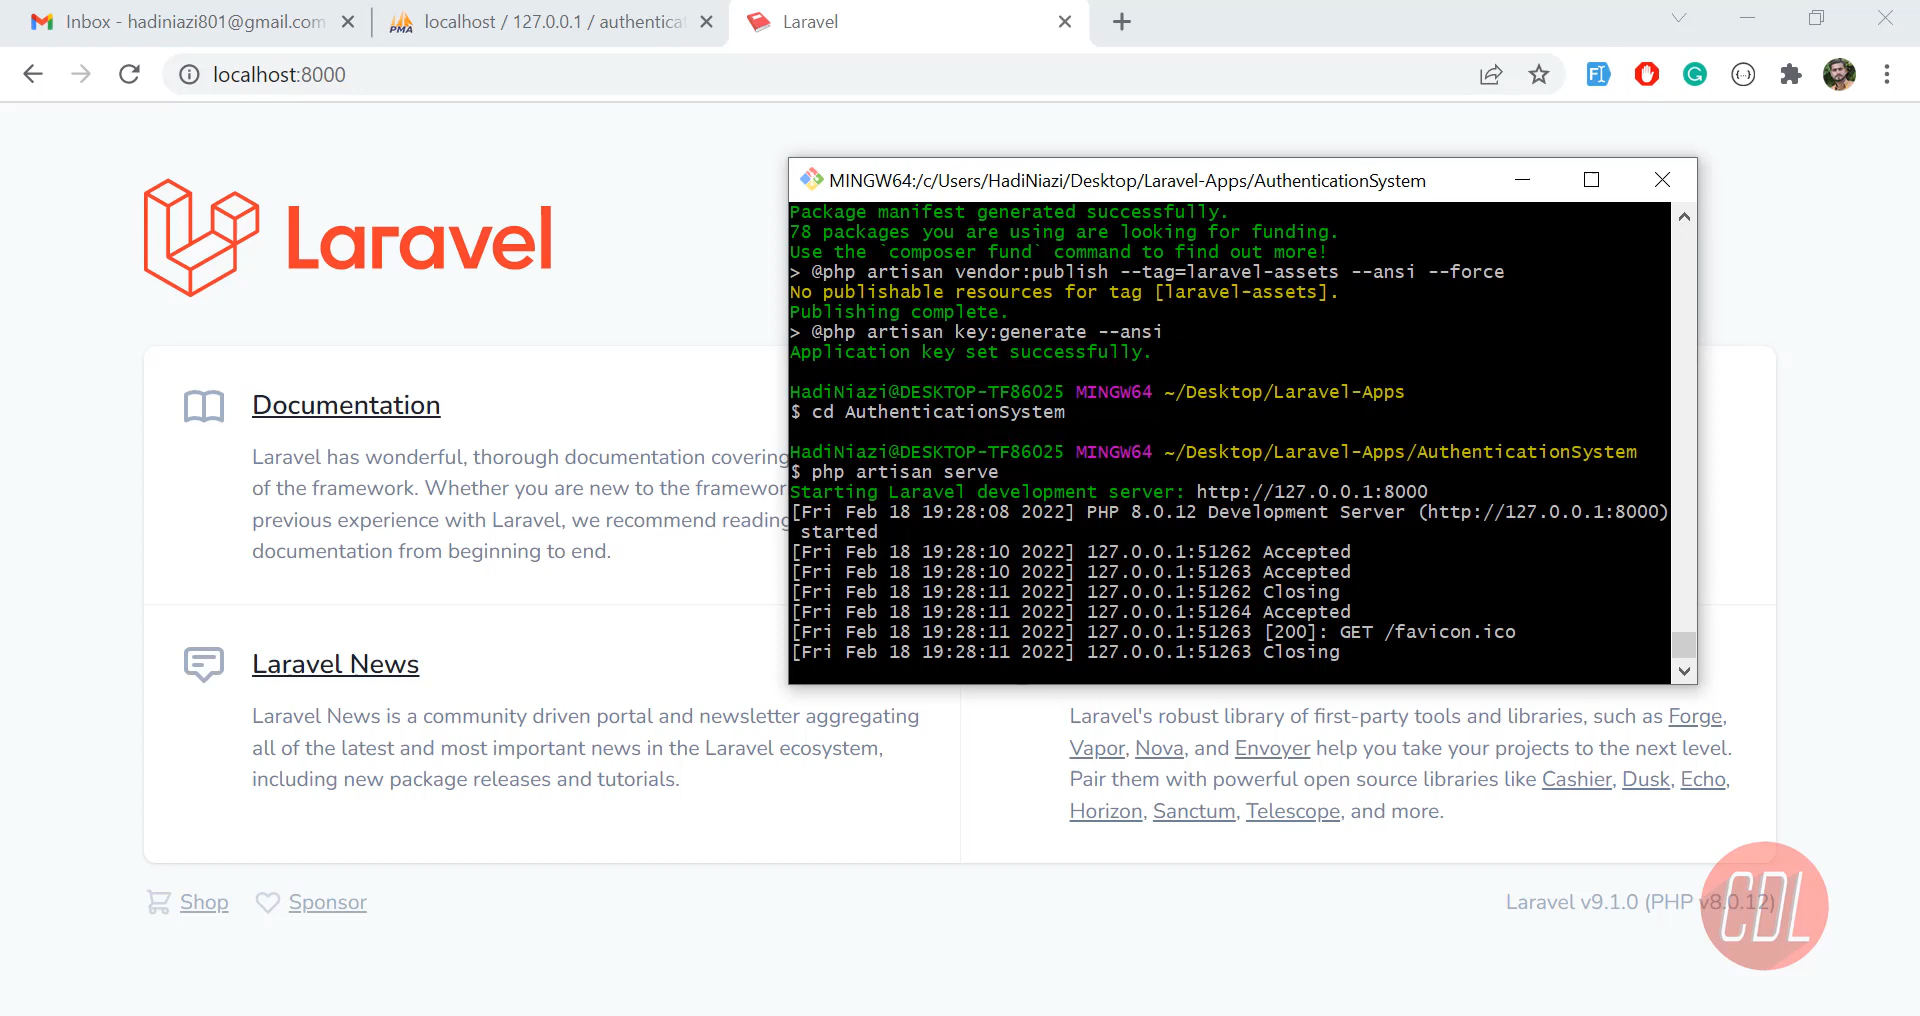 Inbox - hadiniazi801@gmail.com
PMA
localhost / 127.0.0.1 / authenticat
Laravel
localhost:8000
Laravel
MINGW64:/c/Users/HadiNiazi/Desktop/Laravel-Apps/AuthenticationSystem
Package manifest generated successfully.
78 packages you are using are looking for funding.
Use the `composer fund` command to find out more!
> @php artisan vendor:publish --tag=laravel-assets --ansi --force
No publishable resources for tag [laravel-assets].
Publishing complete.
> @php artisan key:generate --ansi
Application key set successfully.
HadiNiazi@DESKTOP-TF86O25 MINGW64 ~/Desktop/Laravel-Apps
$ cd AuthenticationSystem
HadiNiazi@DESKTOP-TF86O25 MINGW64 ~/Desktop/Laravel-Apps/AuthenticationSystem
$ php artisan serve
Starting Laravel development server: http://127.0.0.1:8000
[Fri Feb 18 19:28:08 2022] PHP 8.0.12 Development Server (http://127.0.0.1:8000)
started
[Fri Feb 18 19:28:10 2022] 127.0.0.1:51262 Accepted
[Fri Feb 18 19:28:10 2022] 127.0.0.1:51263 Accepted
[Fri Feb 18 19:28:11 2022] 127.0.0.1:51262 Closing
[Fri Feb 18 19:28:11 2022] 127.0.0.1:51264 Accepted
[Fri Feb 18 19:28:11 2022] 127.0.0.1:51263 [200]: GET /favicon.ico
[Fri Feb 18 19:28:11 2022] 127.0.0.1:51263 Closing
Documentation
Laravel has wonderful, thorough documentation covering
of the framework. Whether you are new to the framewor
previous experience with Laravel, we recommend reading
documentation from beginning to end.
Laravel News
Laravel News is a community driven portal and newsletter aggregating
all of the latest and most important news in the Laravel ecosystem,
including new package releases and tutorials.
Laravel's robust library of first-party tools and libraries, such as Forge,
Vapor, Nova, and Envoyer help you take your projects to the next level.
Pair them with powerful open source libraries like Cashier, Dusk, Echo,
Horizon, Sanctum, Telescope, and more.
Shop
Sponsor
Laravel v9.1.0 (PHP v8.0.12)
CDL